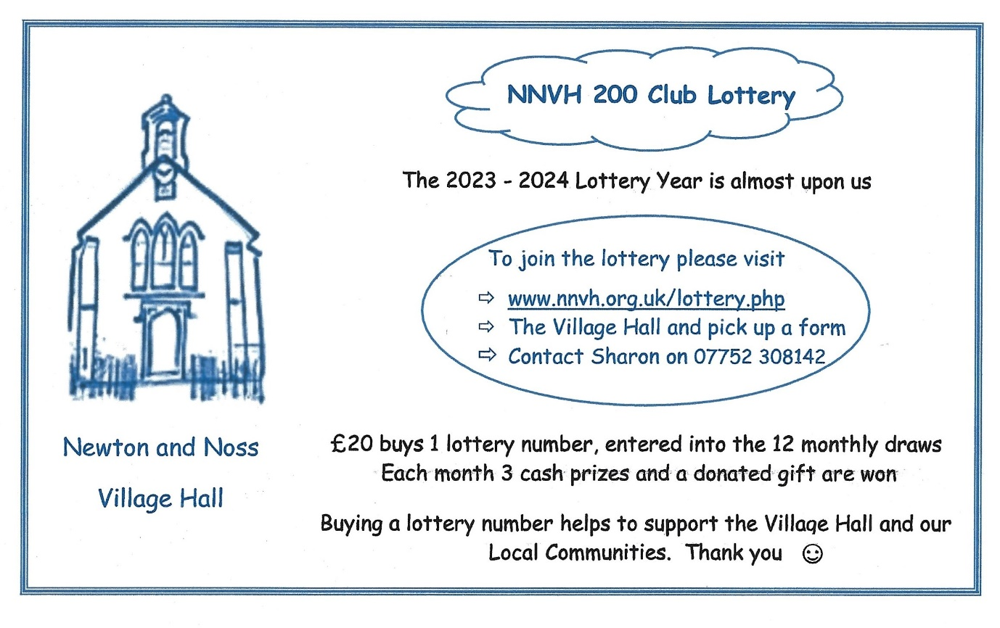 NNVH 200 Club Lottery
The 2023 - 2024 Lottery Year is almost upon us
To join the lottery please visit
⇨ www.nnvh.org.uk/lottery.php
⇨ The Village Hall and pick up a form
⇨ Contact Sharon on 07752 308142
Newton and Noss
Village Hall
£20 buys 1 lottery number, entered into the 12 monthly draws
Each month 3 cash prizes and a donated gift are won
Buying a lottery number helps to support the Village Hall and our
Local Communities. Thank you ☺